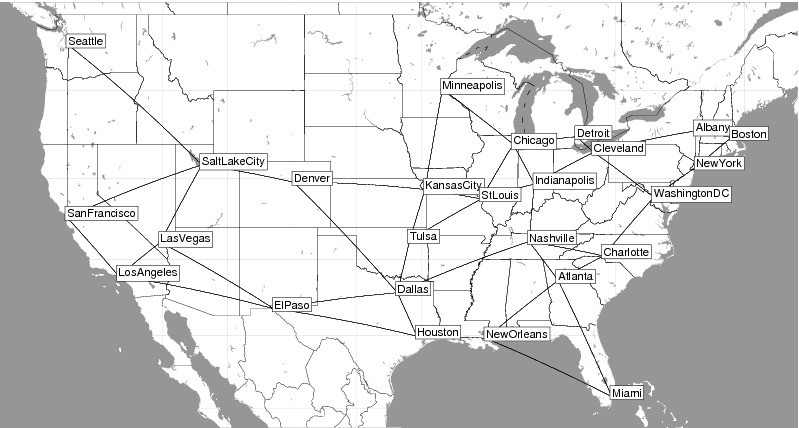 Seattle
Minneapolis
Albany
Boston
Detroit
Chicago
Cleveland
SaltLakeCity
NewYork
Denver
Indianapolis
KansasCity
StLouis
WashingtonDC
SanFrancisco
Tulsa
LasVegas
Nashville
Charlotte
LosAngeles
Atlanta
Dallas
ElPaso
Houston
NewOrleans
Miami